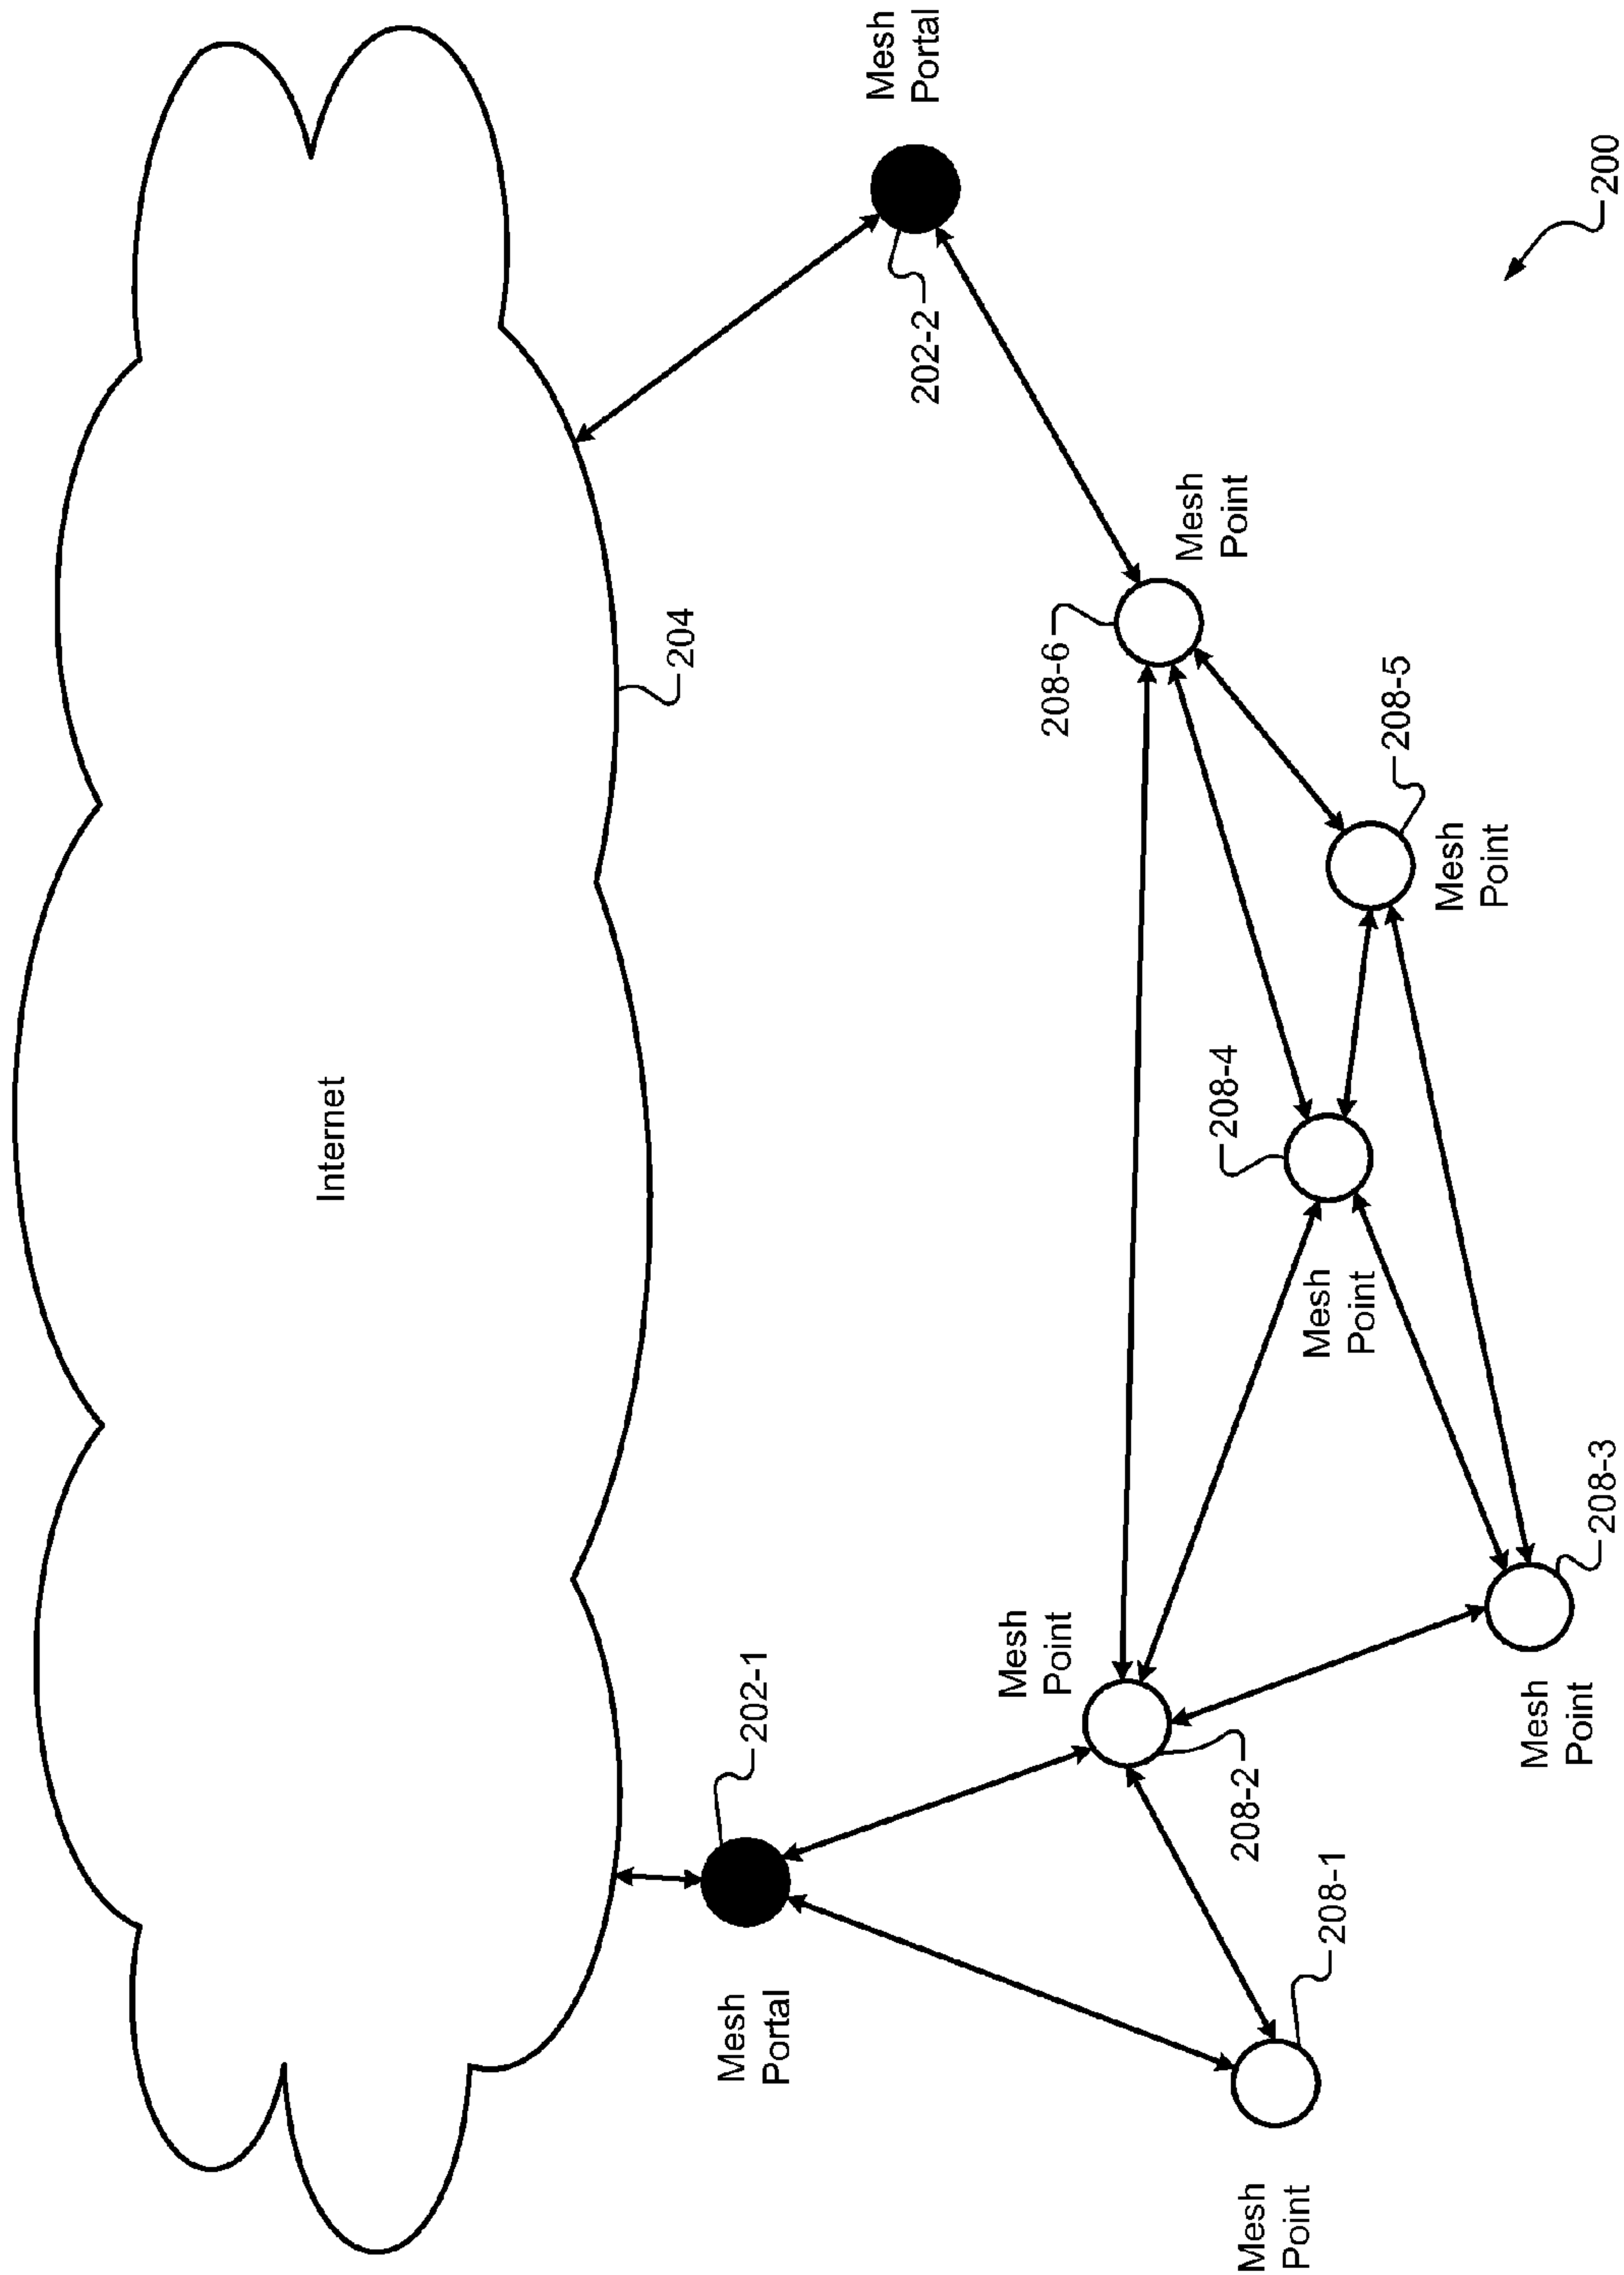 Internet
204
Mesh
Portal
202-1
Mesh
Portal
202-2
Mesh
Point
208-1
Mesh
Point
208-2
Mesh
Point
208-3
Mesh
Point
208-4
Mesh
Point
208-5
Mesh
Point
208-6
200